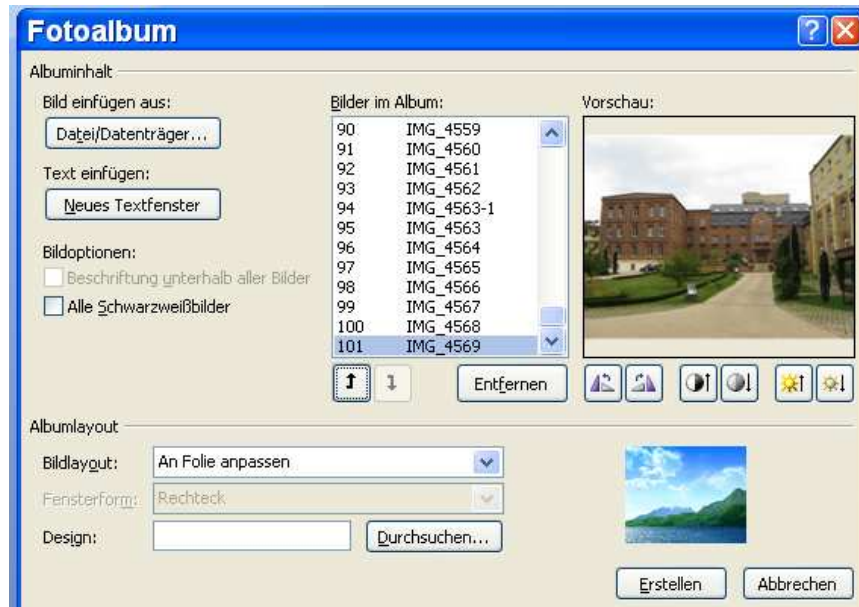 Fotoalbum
Albuminhalt
Bild einfügen aus:
Datei/Datenträger...
Text einfügen:
Neues Textfenster
Bildoptionen:
Beschriftung unterhalb aller Bilder
Alle Schwarzweißbilder
Bilder im Album:
90 IMG_4559
91 IMG_4560
92 IMG_4561
93 IMG_4562
94 IMG_4563-1
95 IMG_4563
96 IMG_4564
97 IMG_4565
98 IMG_4566
99 IMG_4567
100 IMG_4568
101 IMG_4569
Entfernen
Vorschau:
Albumlayout
Bildlayout: An Folie anpassen
Fensterform: Rechteck
Design: Durchsuchen...
Erstellen Abbrechen